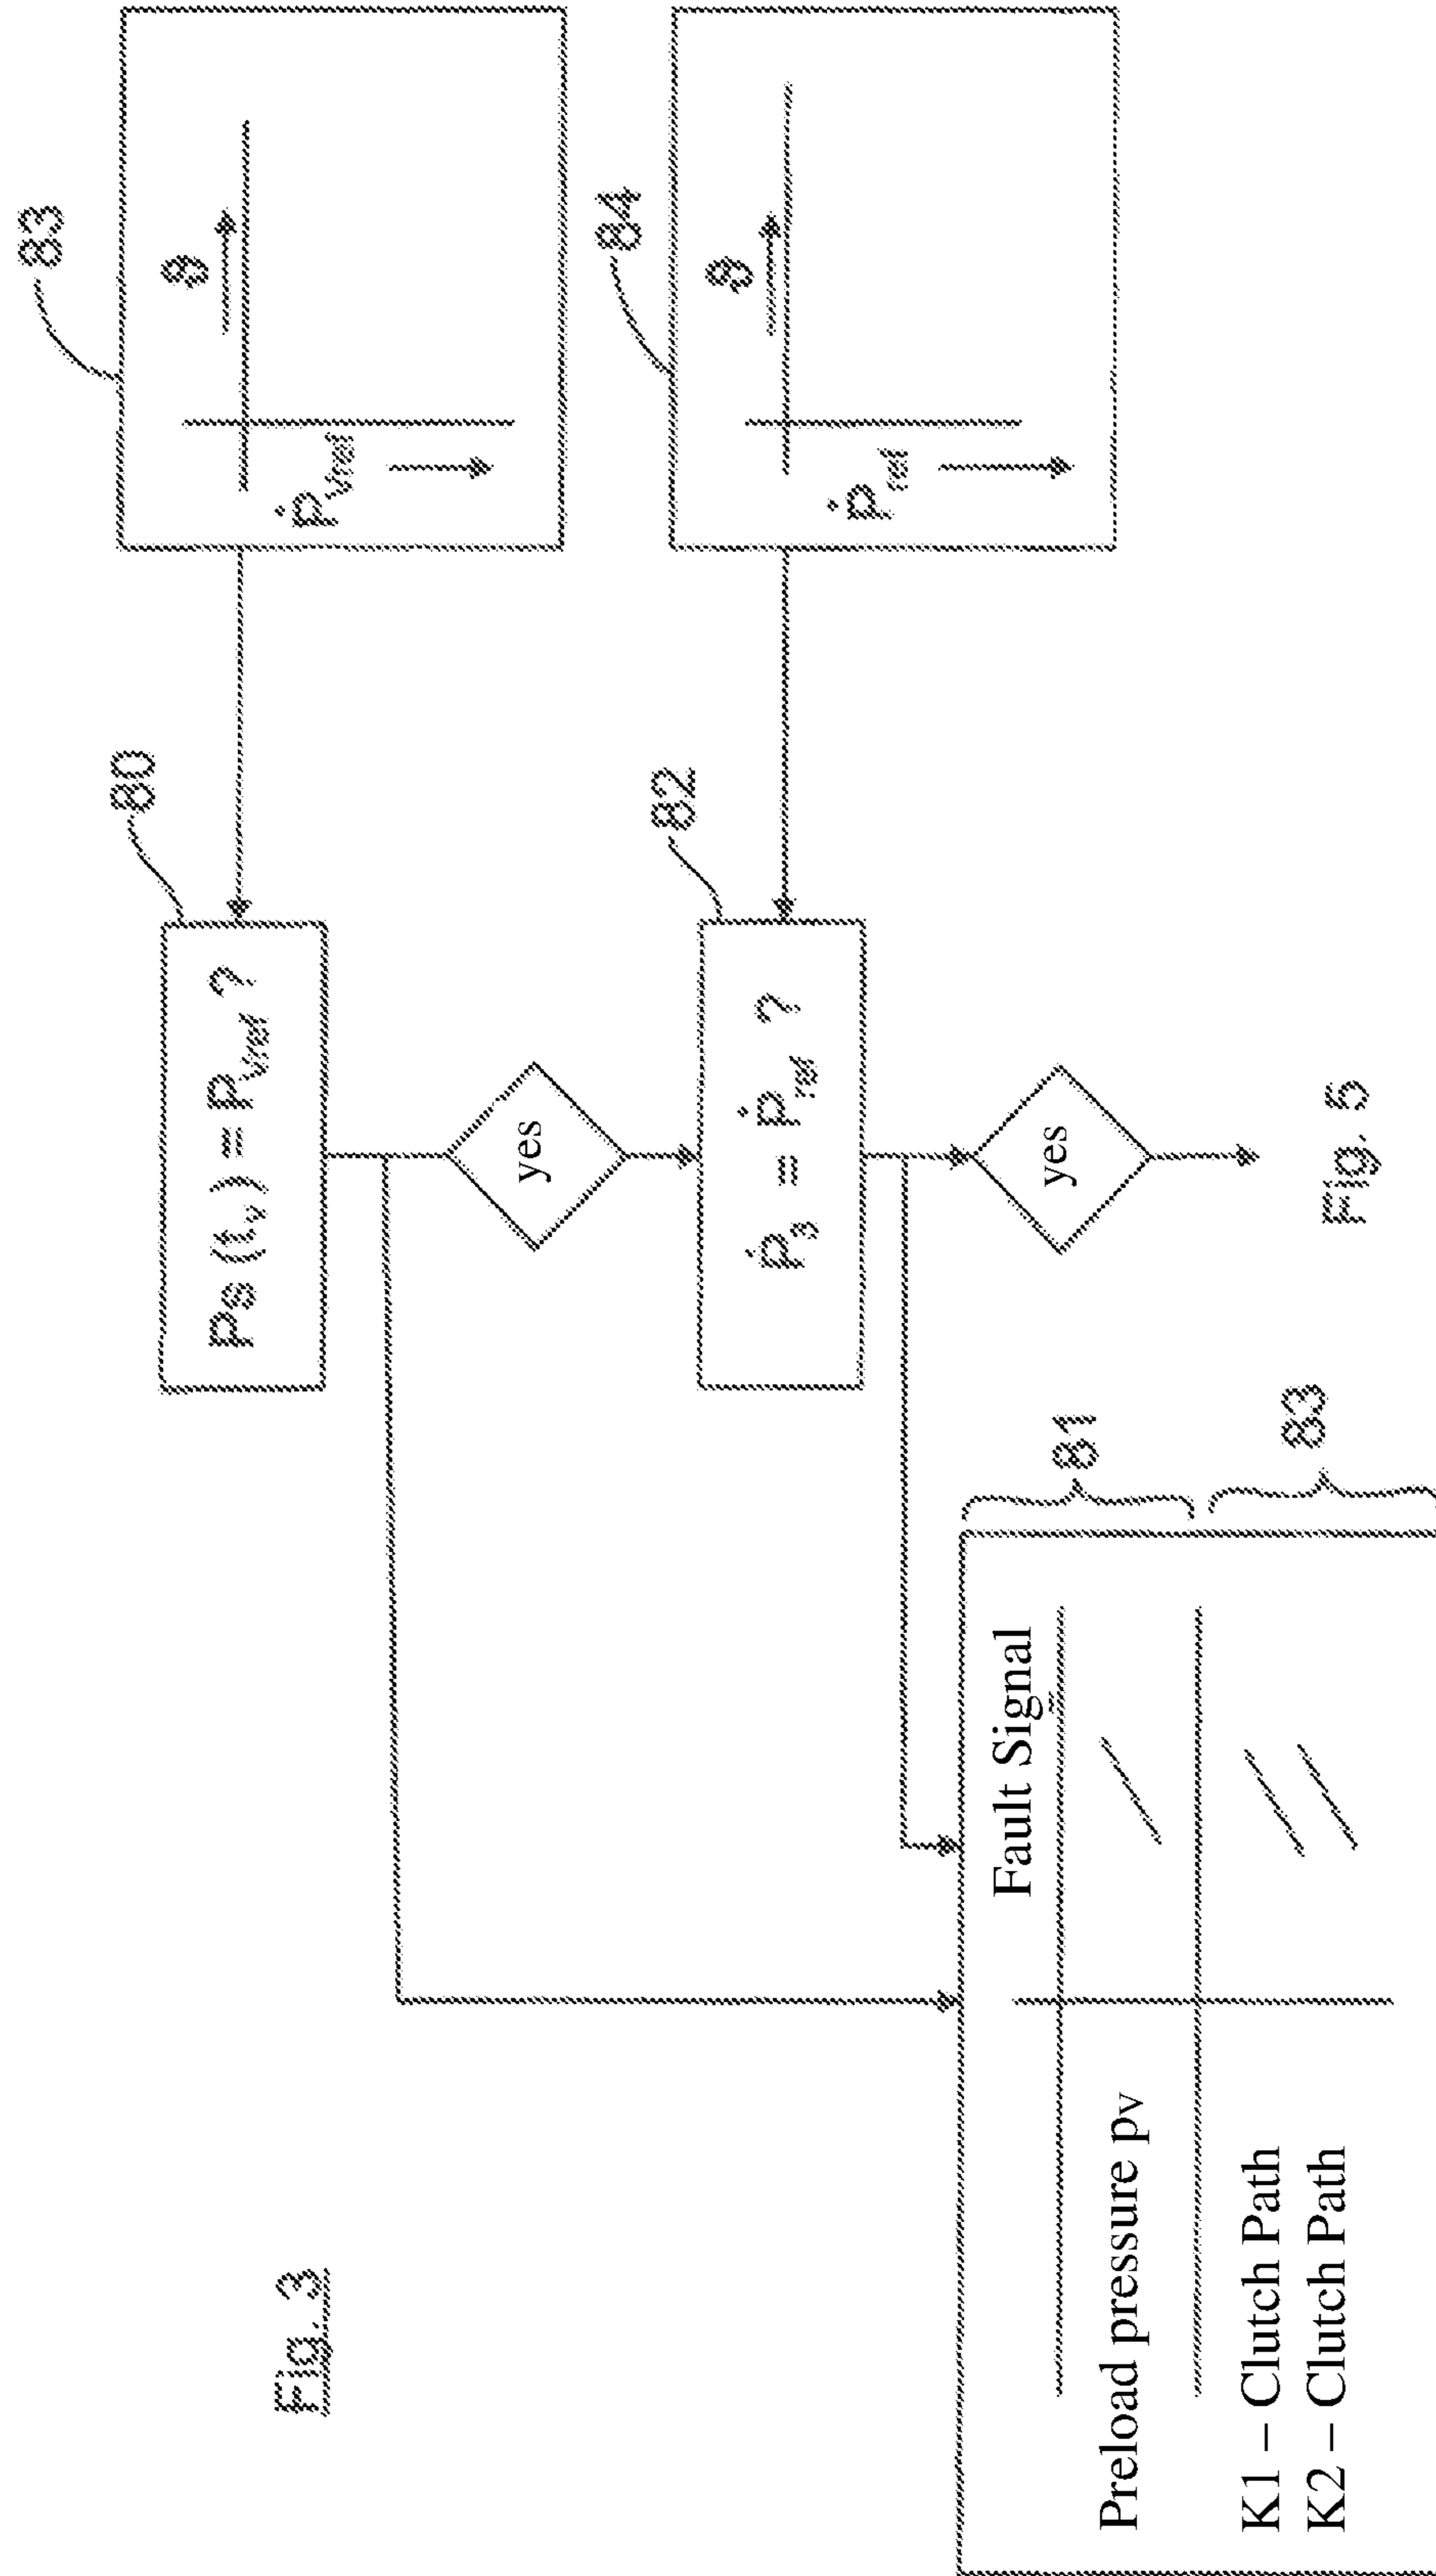 Fig. 3
80
Ps (tv) = PVref ?
83
ϑ
ṖVref
yes
82
Ṗ3 = Ṗref ?
84
ϑ
Ṗref
yes
Fig. 5
Fault Signal
Preload pressure pv
81
K1 – Clutch Path
K2 – Clutch Path
83